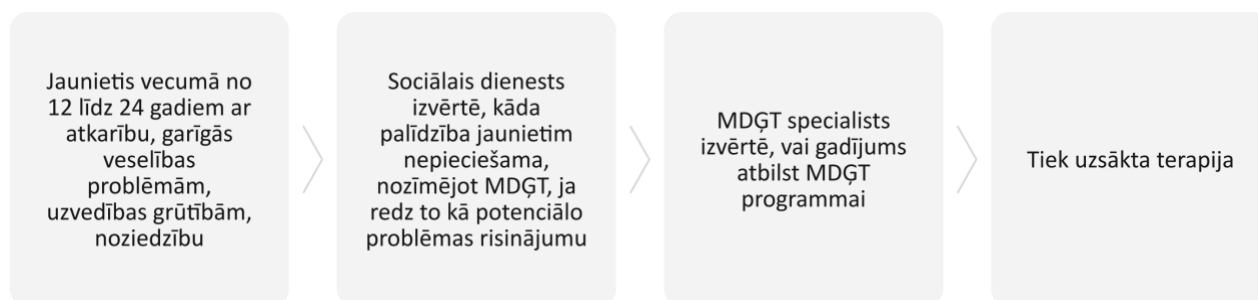 Jaunietis vecumā no
12 līdz 24 gadiem ar
atkarību, garīgās
veselības
problēmām,
uzvedības grūtībām,
noziedzību
Sociālais dienests
izvērtē, kāda
palīdzība jaunietim
nepieciešama,
nozīmējot MDĢT, ja
redz to kā potenciālo
problēmas risinājumu
MDĢT speciālists
izvērtē, vai gadījums
atbilst MDĢT
programmai
Tiek uzsākta terapija